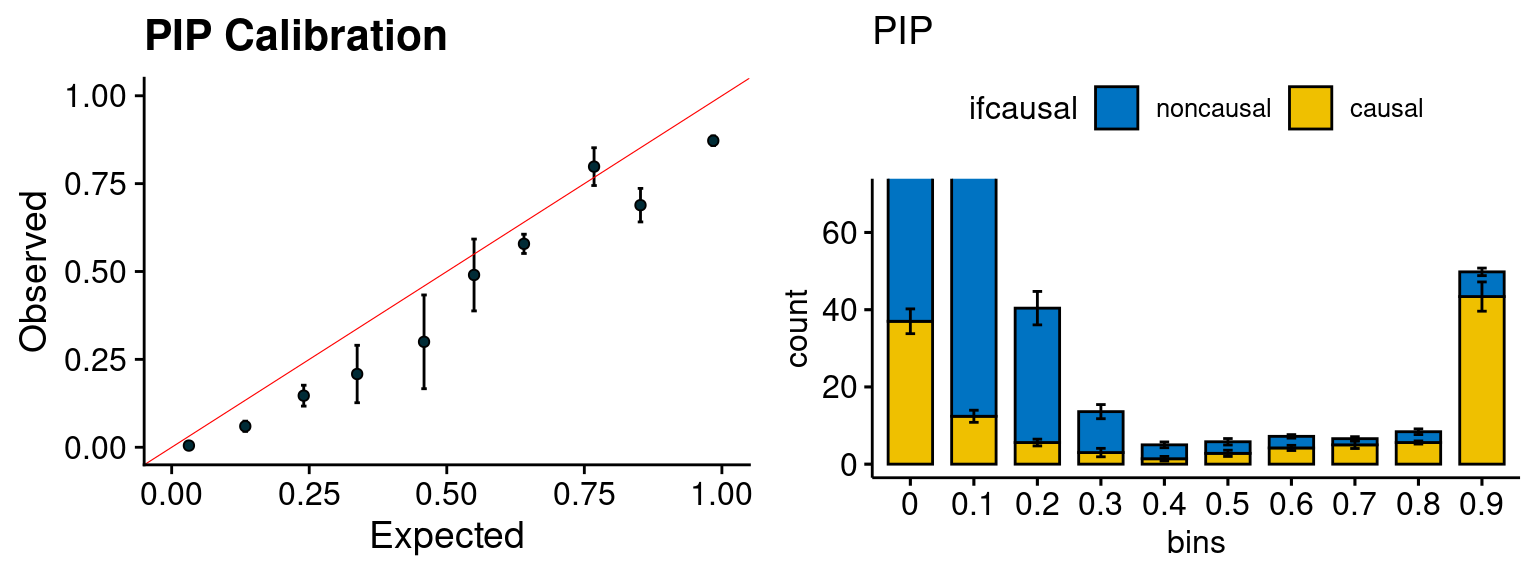 PIP Calibration
1.00
0.75
0.50
0.25
0.00
Observed
0.00 0.25 0.50 0.75 1.00
Expected
PIP
ifcausal noncausal causal
60
40
20
0
count
0 0.1 0.2 0.3 0.4 0.5 0.6 0.7 0.8 0.9
bins